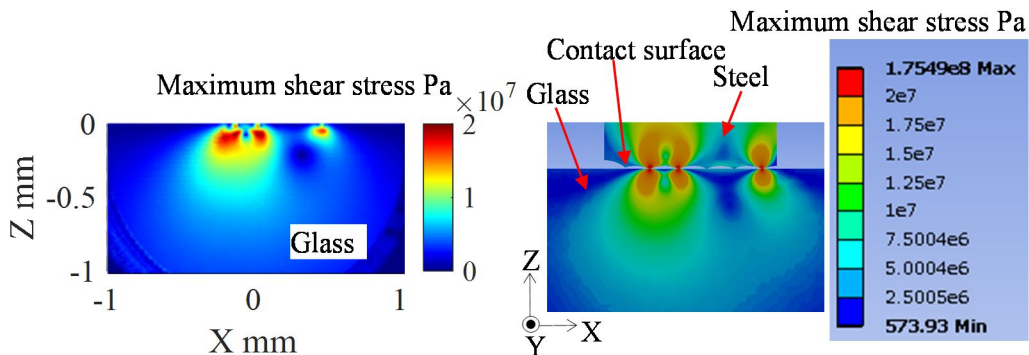 Maximum shear stress Pa
×10⁷
0
-0.5
-1
Z mm
-1
0
1
X mm
2
1
0
Glass
Contact surface
Glass
Steel
Z
Y
X
Maximum shear stress Pa
1.7549e8 Max
2e7
1.75e7
1.5e7
1.25e7
1e7
7.5004e6
5.0004e6
2.5005e6
573.93 Min